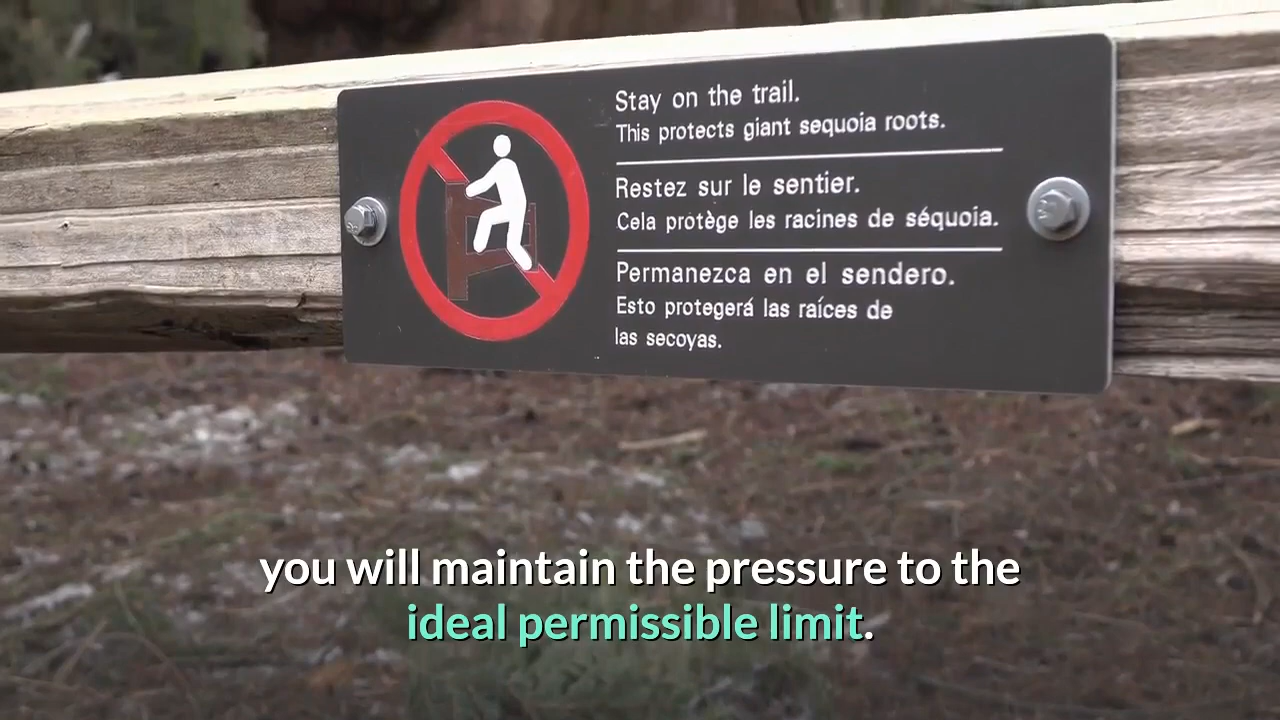 Stay on the trail.
This protects giant sequoia roots.
Restez sur le sentier.
Cela protège les racines de séquoia.
Permanezca en el sendero.
Esto protegerá las raíces de
las secoyas.
you will maintain the pressure to the
ideal permissible limit.